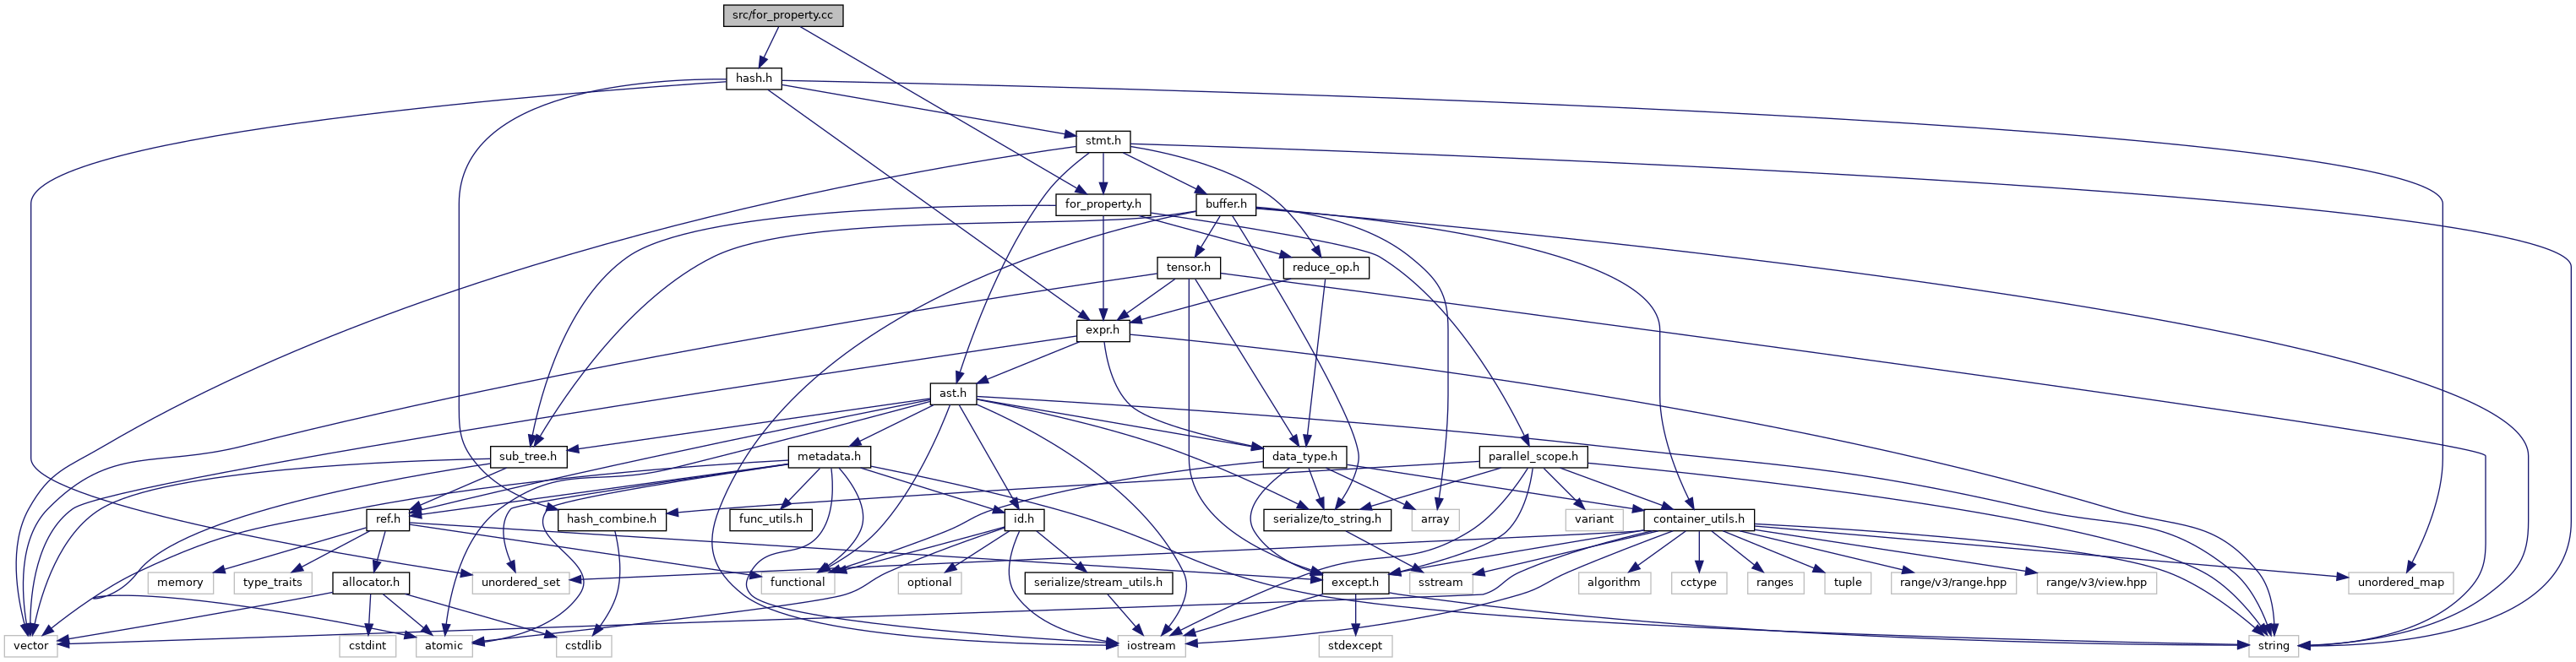 src/for_property.cc
hash.h
stmt.h
for_property.h
buffer.h
tensor.h
reduce_op.h
expr.h
ast.h
sub_tree.h
metadata.h
data_type.h
parallel_scope.h
ref.h
hash_combine.h
func_utils.h
id.h
serialize/to_string.h
array
variant
container_utils.h
memory
type_traits
allocator.h
unordered_set
functional
optional
serialize/stream_utils.h
except.h
sstream
algorithm
cctype
ranges
tuple
range/v3/range.hpp
range/v3/view.hpp
unordered_map
vector
cstdint
atomic
cstdlib
iostream
stdexcept
string